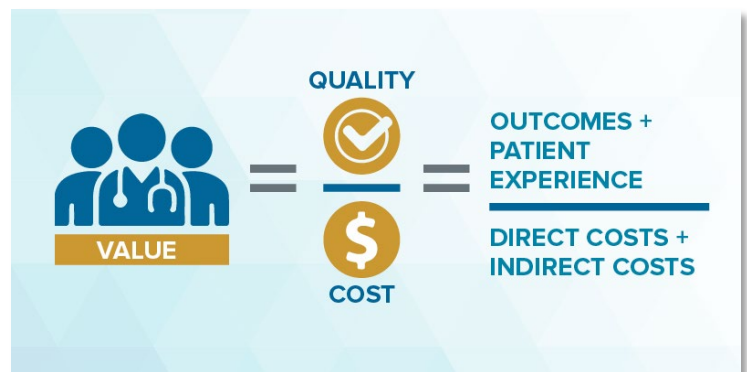 VALUE
=
QUALITY
$
COST
=
OUTCOMES +
PATIENT
EXPERIENCE
DIRECT COSTS +
INDIRECT COSTS